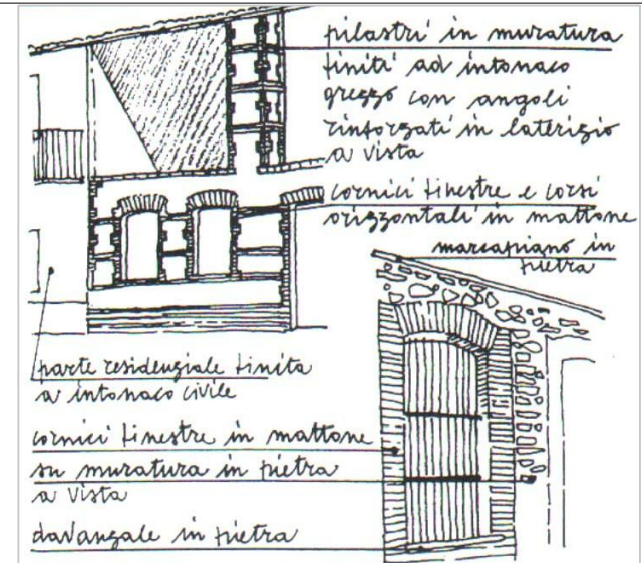 pilastri in muratura
finiti ad intonaco
grezzo con angoli
rinforzati in laterizio
a vista
cornici finestre e corsi
orizzontali in mattone
marcapiano in
pietra
parte residenziale finita
a intonaco civile
cornici finestre in mattone
su muratura in pietra
a vista
davanzale in pietra